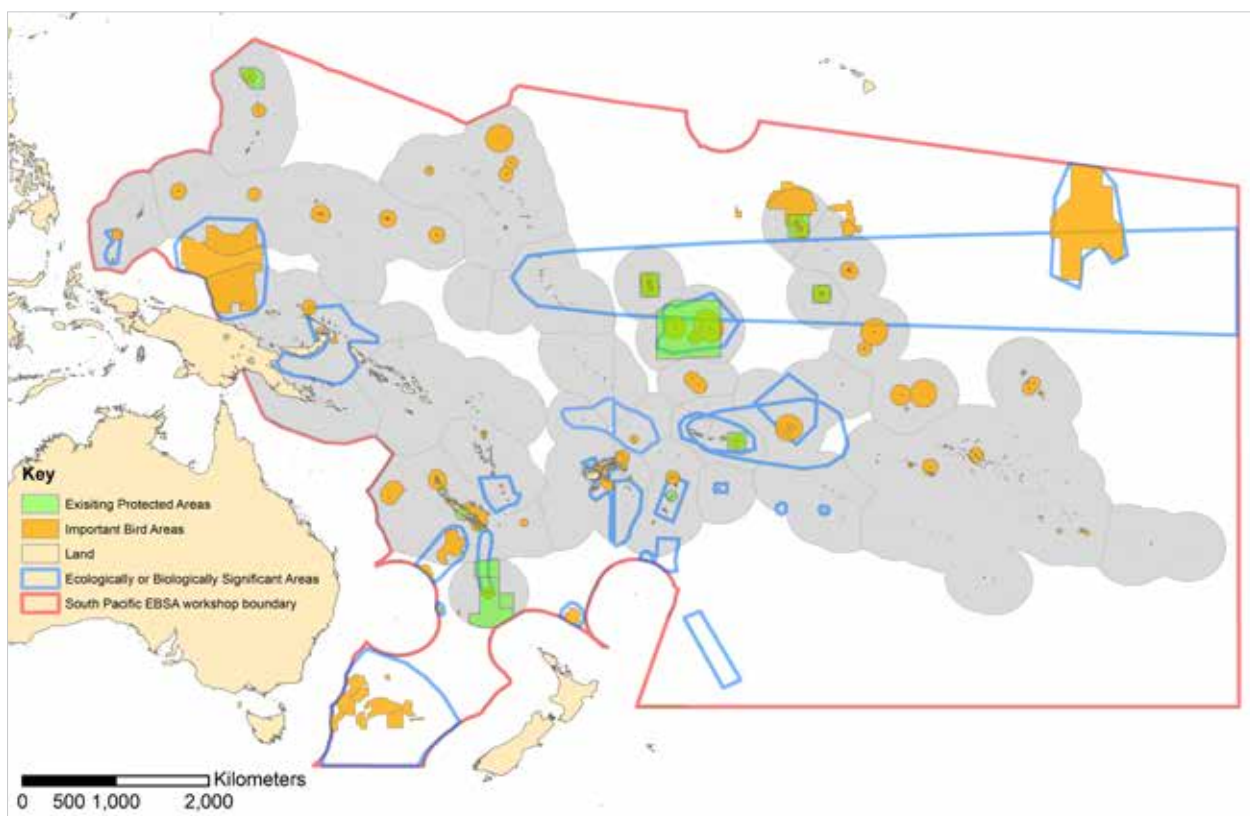 Key
Exisiting Protected Areas
Important Bird Areas
Land
Ecologically or Biologically Significant Areas
South Pacific EBSA workshop boundary
Kilometers
0 500 1,000 2,000